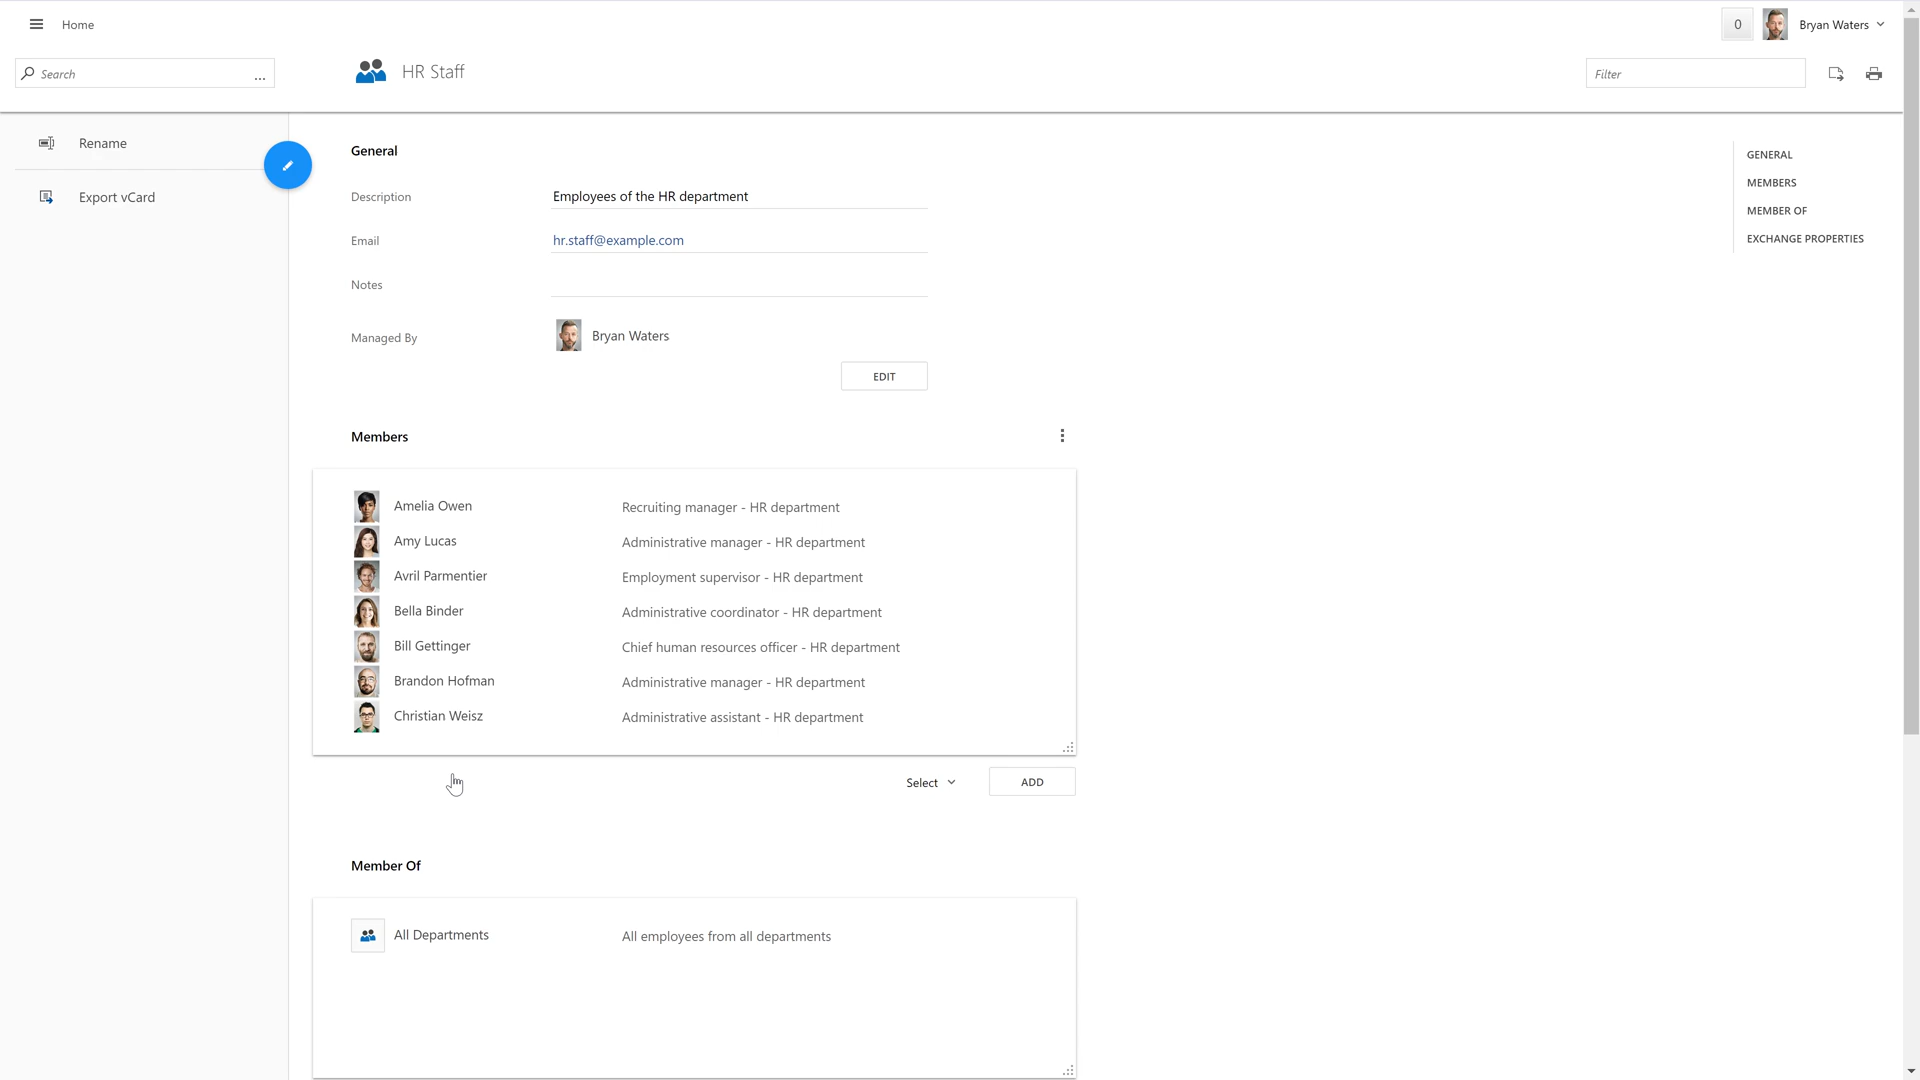 Home
0
Bryan Waters
Search
...
HR Staff
Filter
Rename
Export vCard
General
Description
Employees of the HR department
Email
hr.staff@example.com
Notes
Managed By
Bryan Waters
EDIT
GENERAL
MEMBERS
MEMBER OF
EXCHANGE PROPERTIES
Members
Amelia Owen
Recruiting manager - HR department
Amy Lucas
Administrative manager - HR department
Avril Parmentier
Employment supervisor - HR department
Bella Binder
Administrative coordinator - HR department
Bill Gettinger
Chief human resources officer - HR department
Brandon Hofman
Administrative manager - HR department
Christian Weisz
Administrative assistant - HR department
Select
ADD
Member Of
All Departments
All employees from all departments